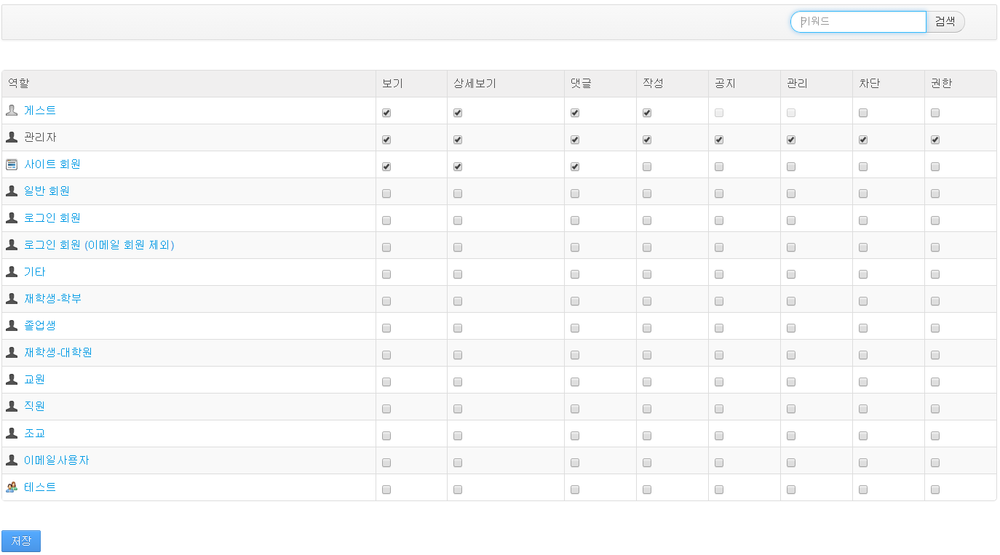 키워드 검색
역할 보기 상세보기 댓글 작성 공지 관리 차단 권한
게스트
관리자
사이트 회원
일반 회원
로그인 회원
로그인 회원 (이메일 회원 제외)
기타
재학생-학부
졸업생
재학생-대학원
교원
직원
조교
이메일사용자
테스트
저장